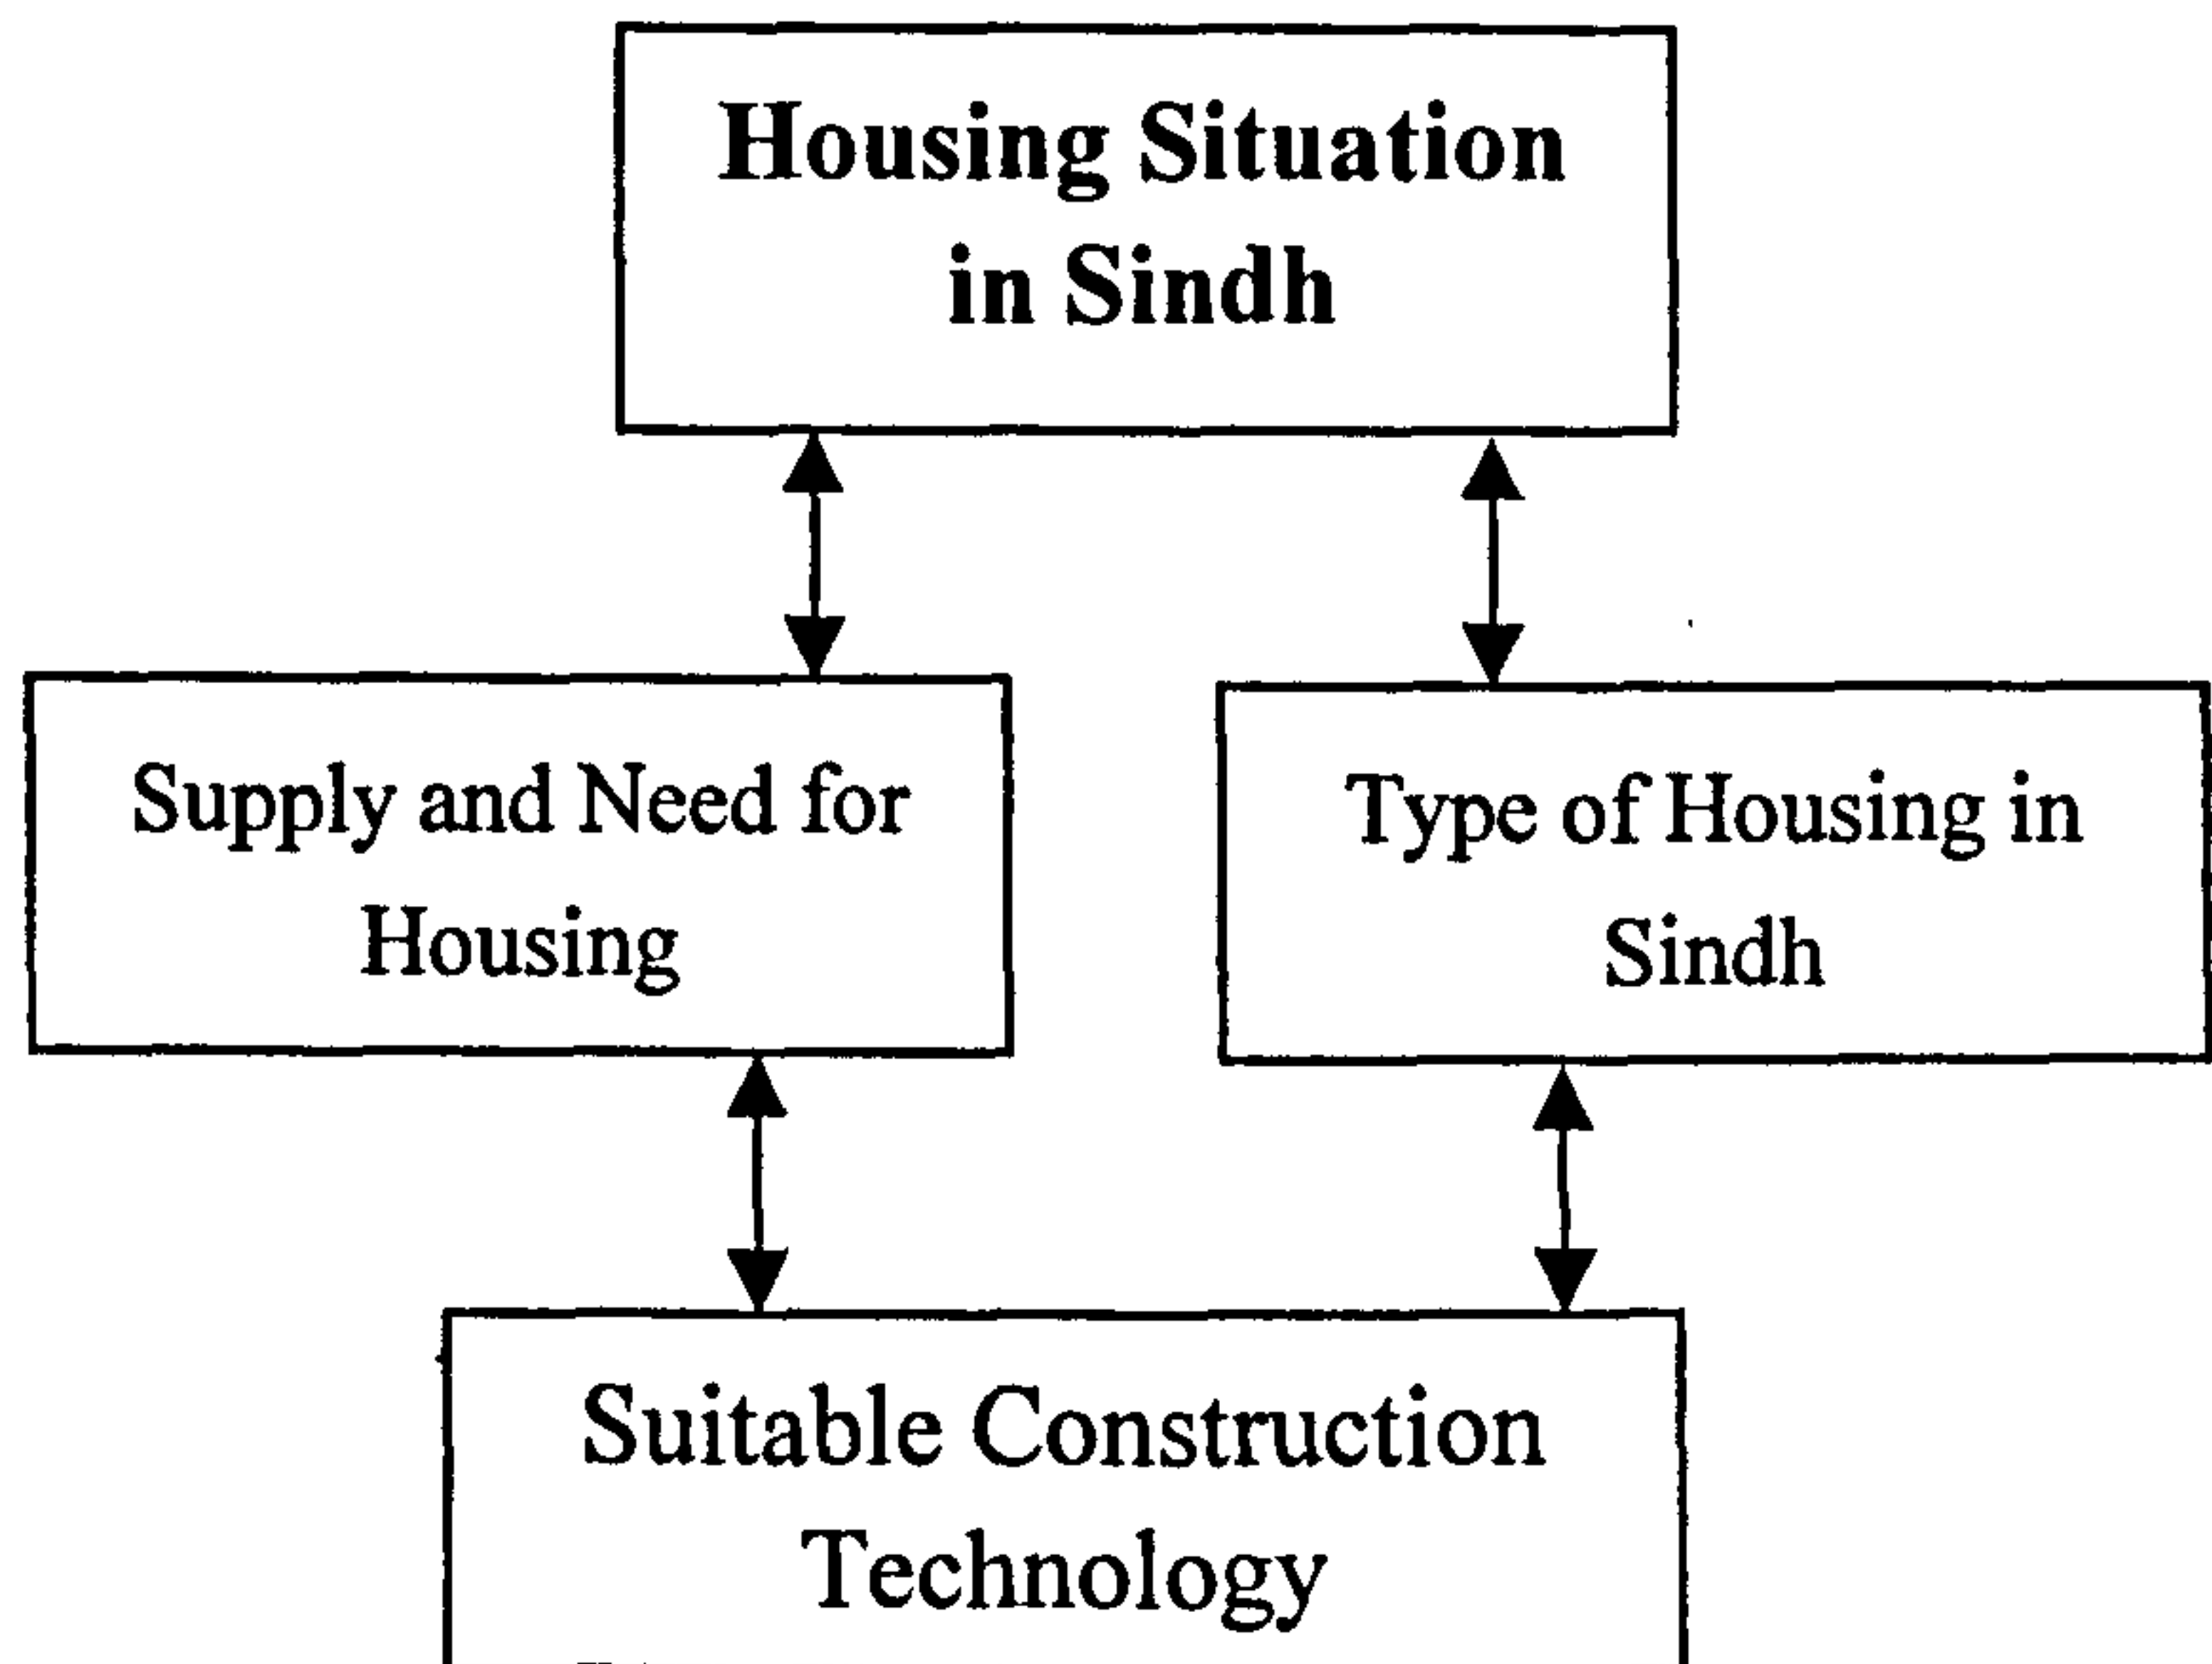 Housing Situation
in Sindh
Supply and Need for
Housing
Type of Housing in
Sindh
Suitable Construction
Technology